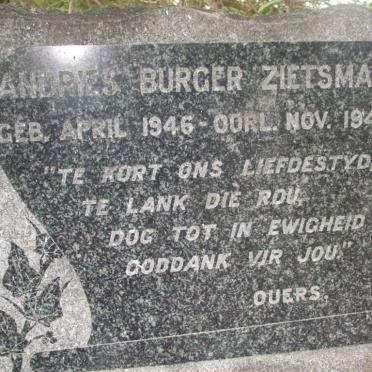 ANDRIES BURGER ZIETSMA
GEB. APRIL 1946 - OORL. NOV. 194
"TE KORT ONS LIEFDESTYD,
TE LANK DIE ROU,
DOG TOT IN EWIGHEID
GODDANK VIR JOU."
OUERS.